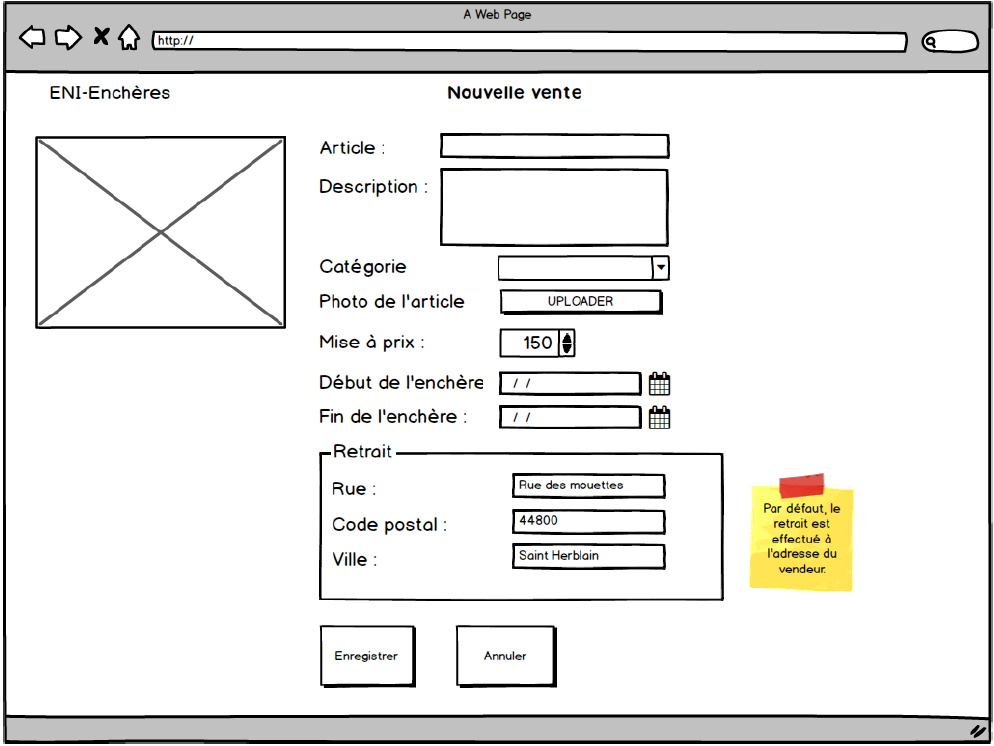 A Web Page
http://
ENI-Enchères
Nouvelle vente
Article :
Description :
Catégorie
Photo de l'article
UPLOADER
Mise à prix :
150
Début de l'enchère
/ /
Fin de l'enchère :
/ /
Retrait
Rue :
Rue des mouettes
Code postal :
44800
Ville :
Saint Herblain
Par défaut, le
retrait est
effectué à
l'adresse du
vendeur.
Enregistrer
Annuler